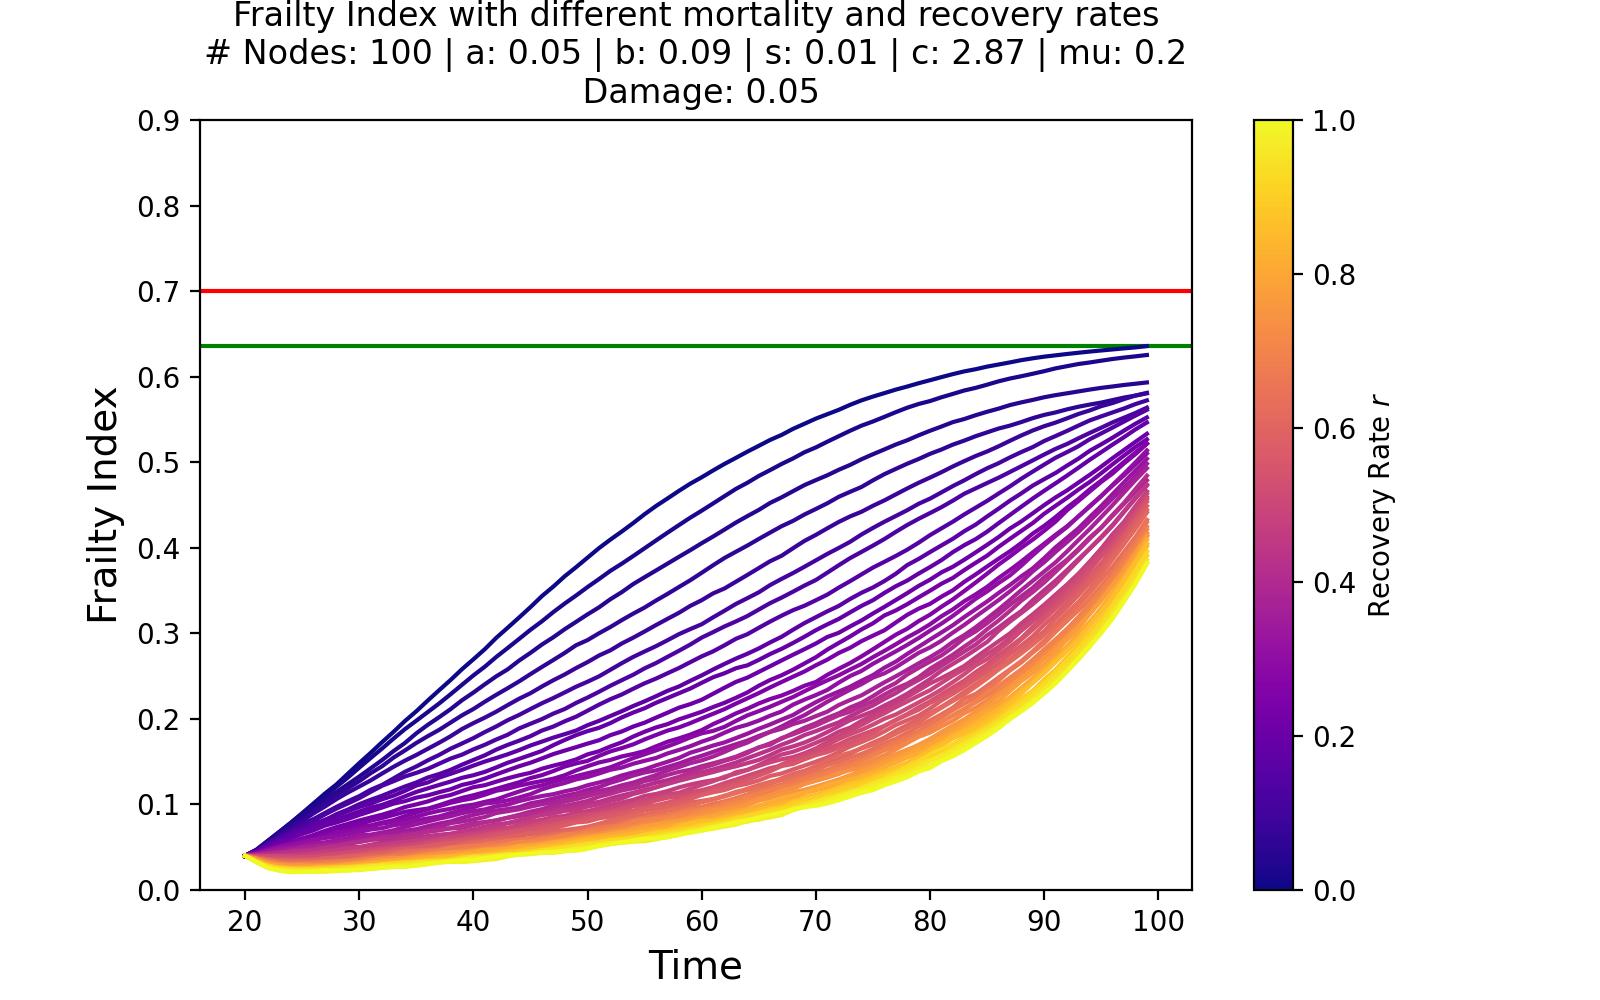 Frailty Index with different mortality and recovery rates
# Nodes: 100 | a: 0.05 | b: 0.09 | s: 0.01 | c: 2.87 | mu: 0.2
Damage: 0.05
Frailty Index
0.9
0.8
0.7
0.6
0.5
0.4
0.3
0.2
0.1
0.0
20 30 40 50 60 70 80 90 100
Time
1.0
0.8
0.6
0.4
0.2
0.0
Recovery Rate r